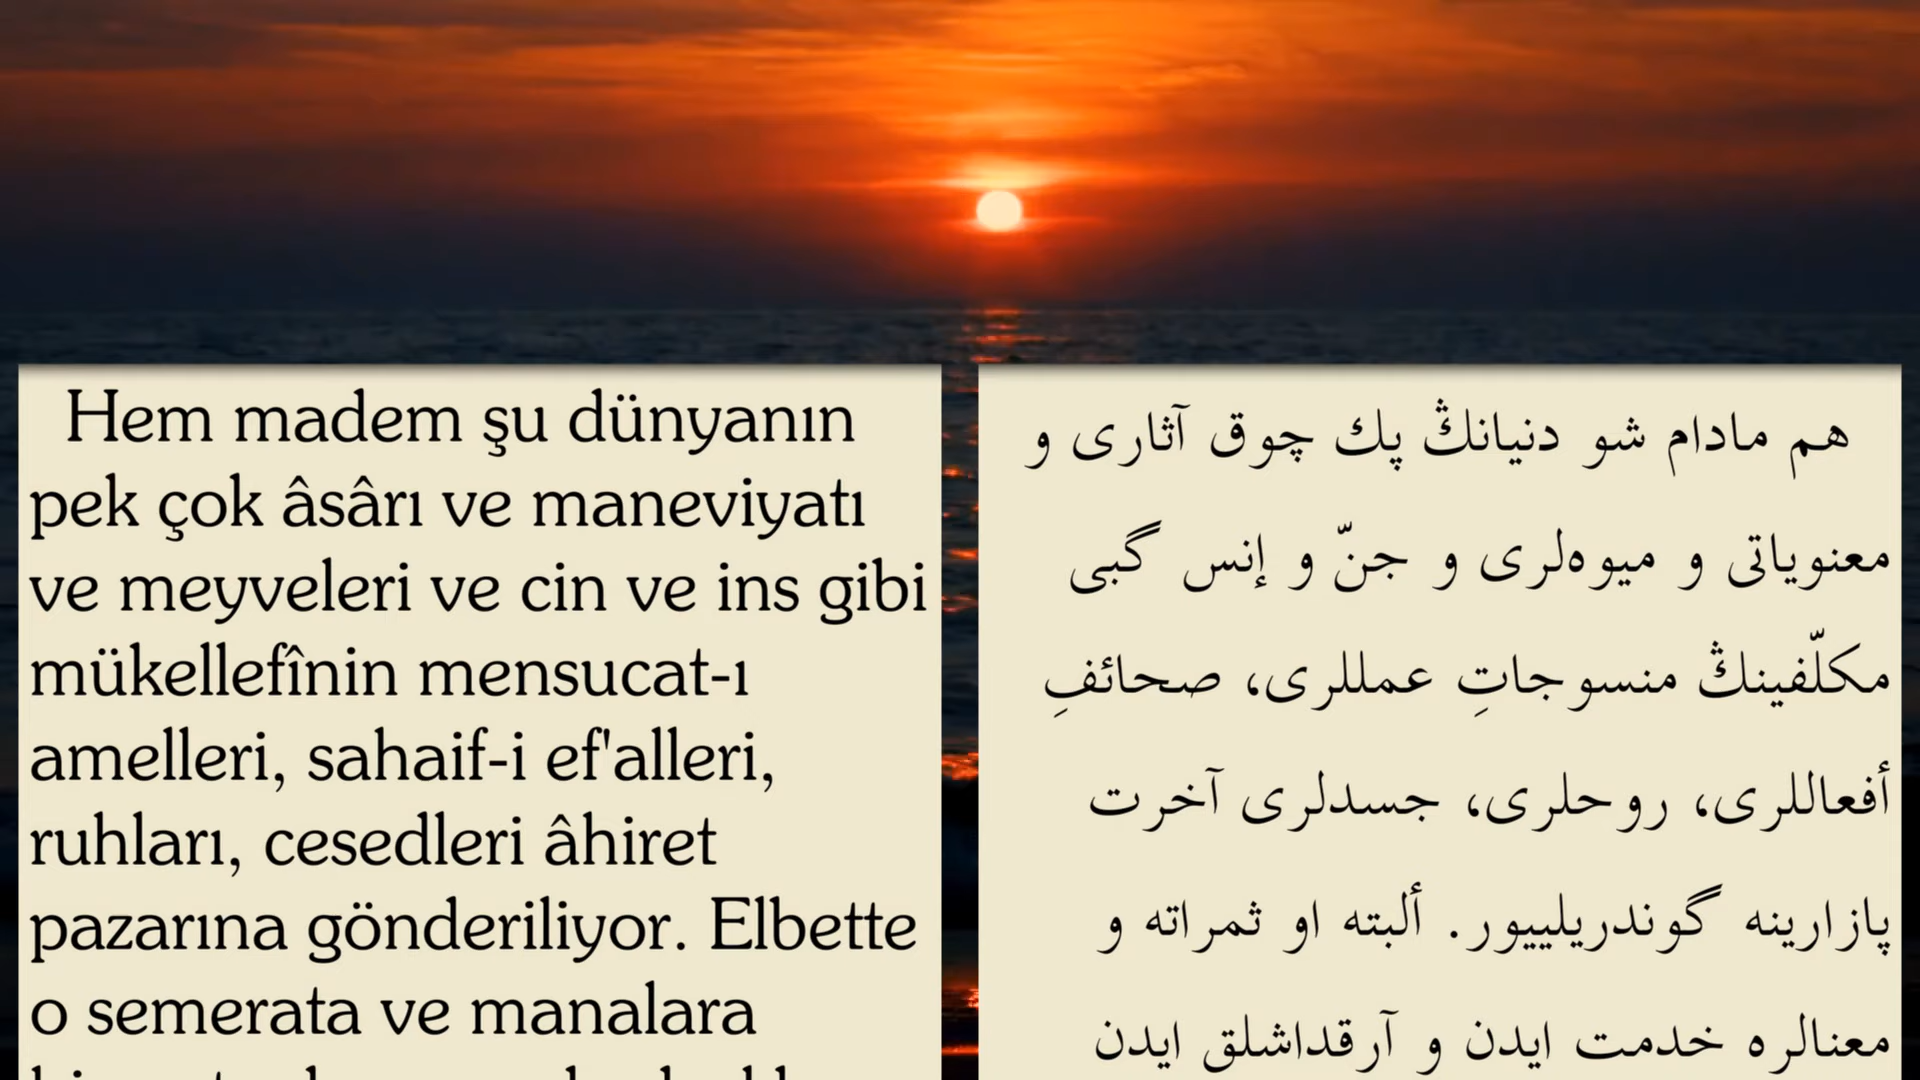 Hem madem şu dünyanın
pek çok âsârı ve maneviyatı
ve meyveleri ve cin ve ins gibi
mükellefînin mensucat-ı
amelleri, sahaif-i ef'alleri,
ruhları, cesedleri âhiret
pazarına gönderiliyor. Elbette
o semerata ve manalara
هم مادام شو دنیانڭ پك چوق آثاری و
معنویاتی و میوه‌لری و جنّ و إنس گبی
مكلّفینڭ منسوجاتِ عمللری، صحائفِ
أفعاللری، روحلری، جسدلری آخرت
پازارینه گوندریلییور. ألبته او ثمراته و
معنالره خدمت ایدن و آرقداشلق ایدن